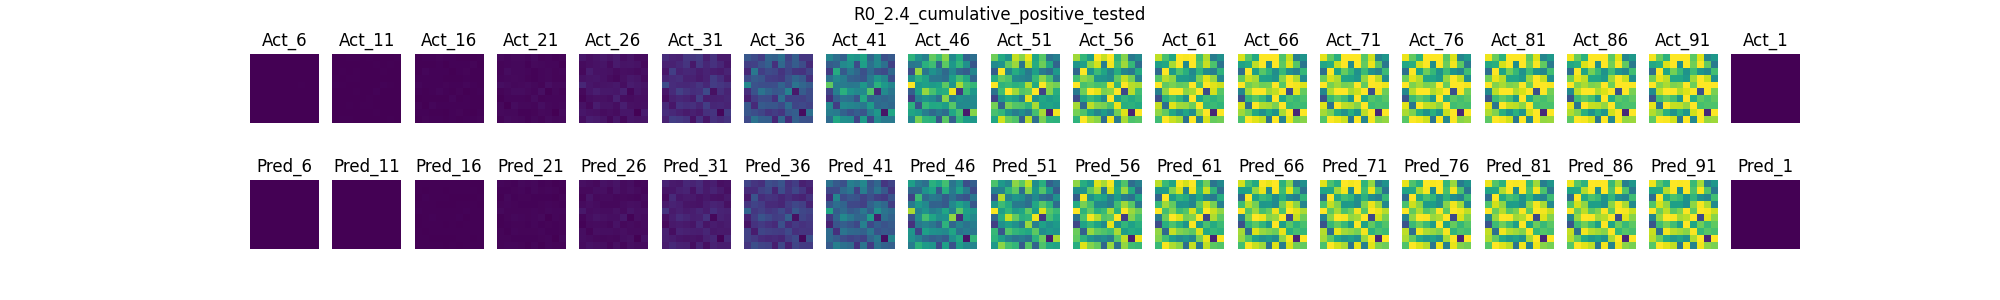 R0_2.4_cumulative_positive_tested
Act_6 Act_11 Act_16 Act_21 Act_26 Act_31 Act_36 Act_41 Act_46 Act_51 Act_56 Act_61 Act_66 Act_71 Act_76 Act_81 Act_86 Act_91 Act_1
Pred_6 Pred_11 Pred_16 Pred_21 Pred_26 Pred_31 Pred_36 Pred_41 Pred_46 Pred_51 Pred_56 Pred_61 Pred_66 Pred_71 Pred_76 Pred_81 Pred_86 Pred_91 Pred_1